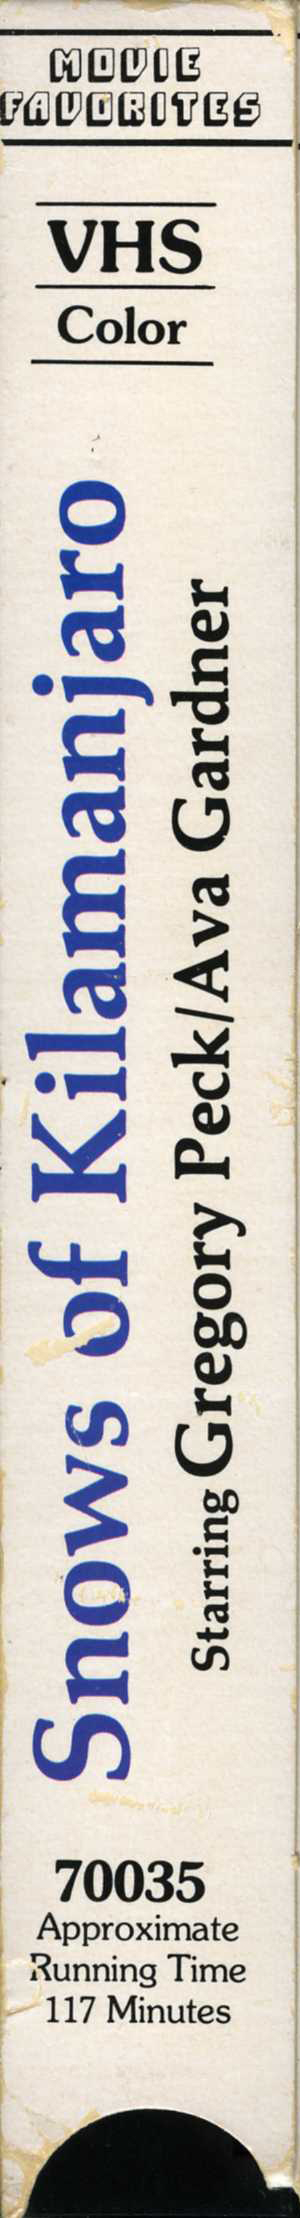 MOVIE
FAVORITES
VHS
Color
Snows of Kilamanjaro
Starring Gregory Peck/Ava Gardner
70035
Approximate
Running Time
117 Minutes